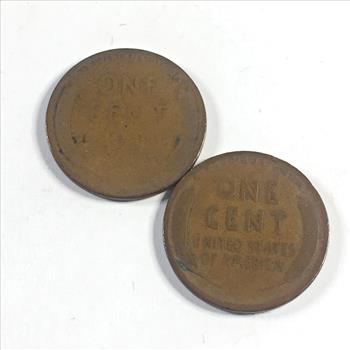 ONE
CENT
ONE
CENT
UNITED STATES
OF AMERICA